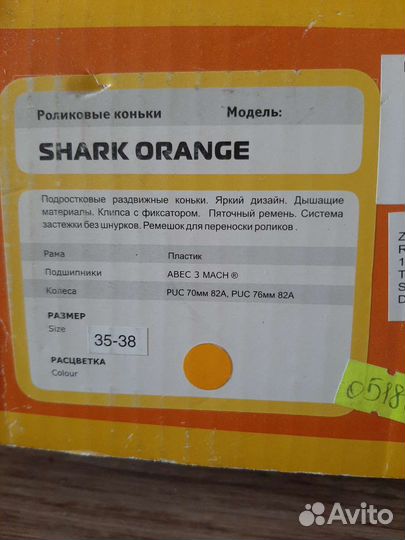 Роликовые коньки Модель:
SHARK ORANGE
Подростковые раздвижные коньки. Яркий дизайн. Дышащие
материалы. Клипса с фиксатором. Пяточный ремень. Система
застежки без шнурков. Ремешок для переноски роликов.
Рама Пластик
Подшипники ABEC 3 MACH ®
Колеса PUC 70мм 82A, PUC 76мм 82A
РАЗМЕР
Size
35-38
РАСЦВЕТКА
Colour
0518
Avito